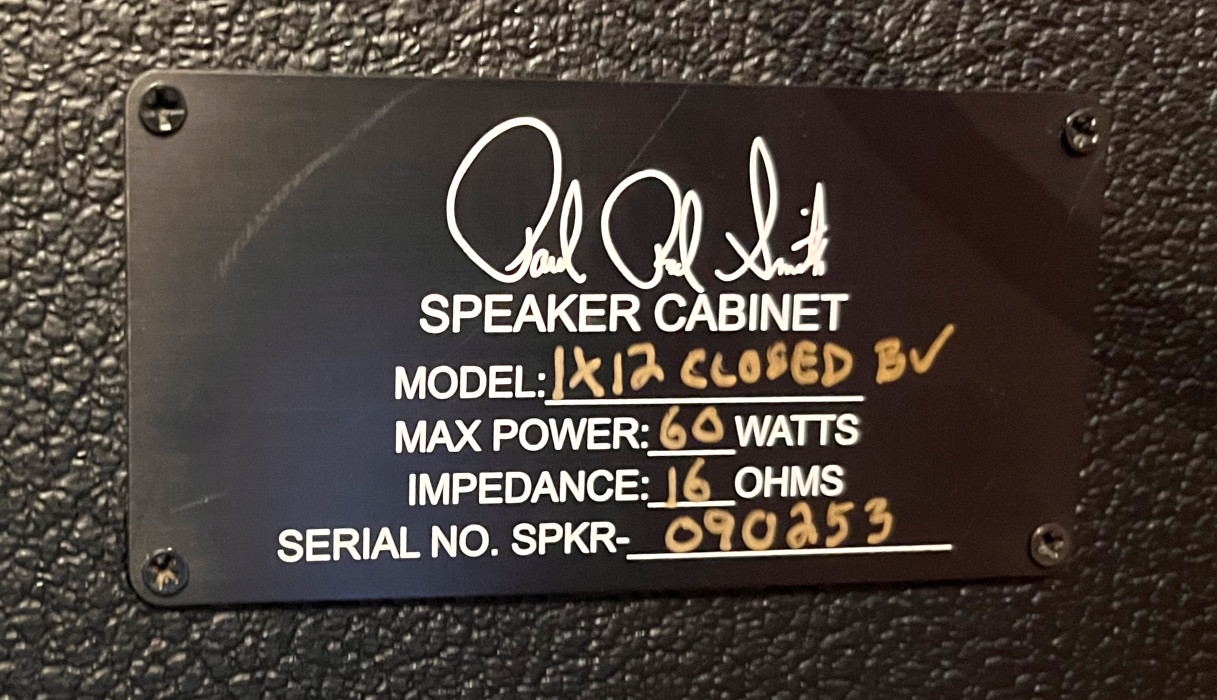 Paul Reed Smith
SPEAKER CABINET
MODEL: 1X12 CLOSED BV
MAX POWER: 60 WATTS
IMPEDANCE: 16 OHMS
SERIAL NO. SPKR- 090253